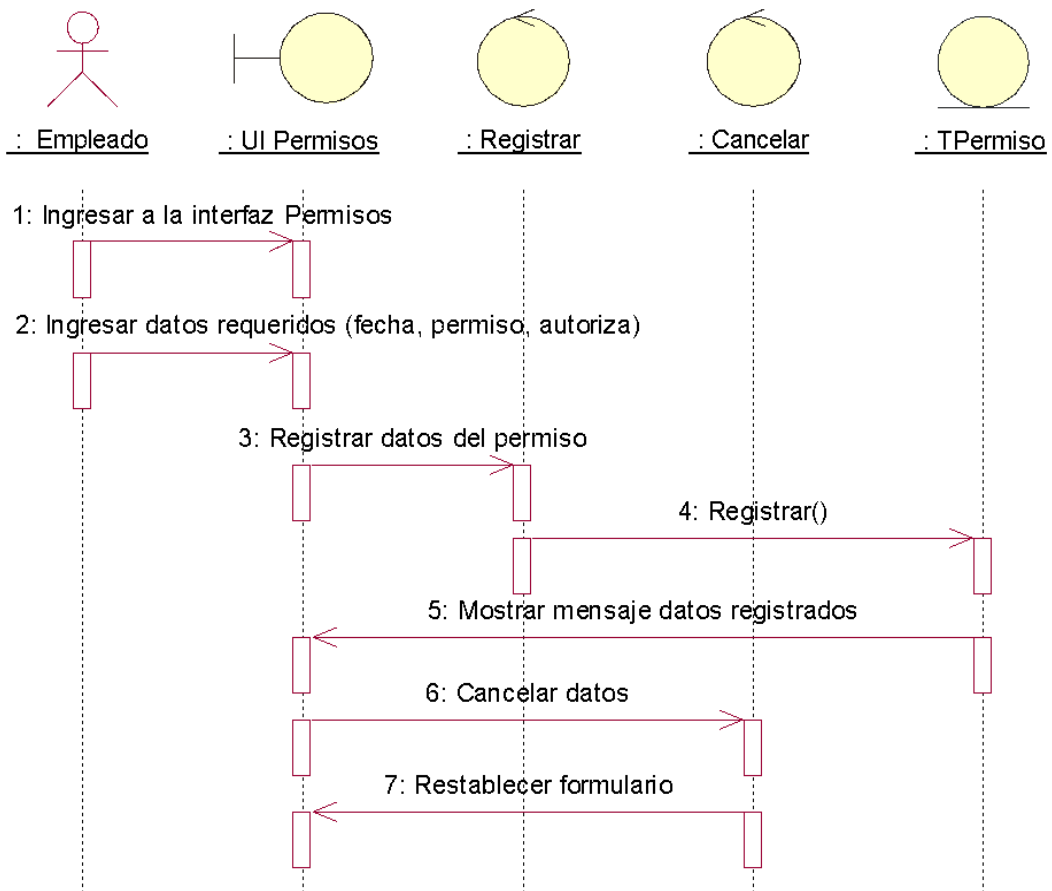 : Empleado
: UI Permisos
: Registrar
: Cancelar
: TPermiso
1: Ingresar a la interfaz Permisos
2: Ingresar datos requeridos (fecha, permiso, autoriza)
3: Registrar datos del permiso
4: Registrar()
5: Mostrar mensaje datos registrados
6: Cancelar datos
7: Restablecer formulario